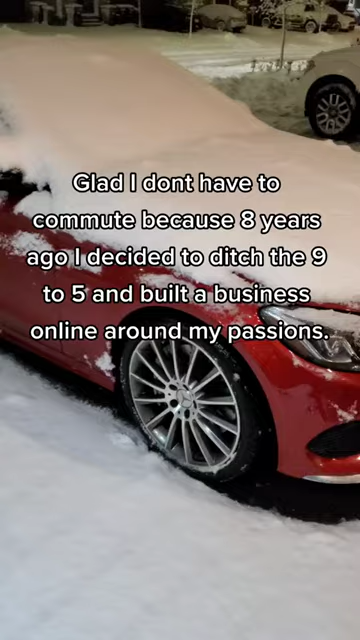 Glad I dont have to
commute because 8 years
ago I decided to ditch the 9
to 5 and built a business
online around my passions.